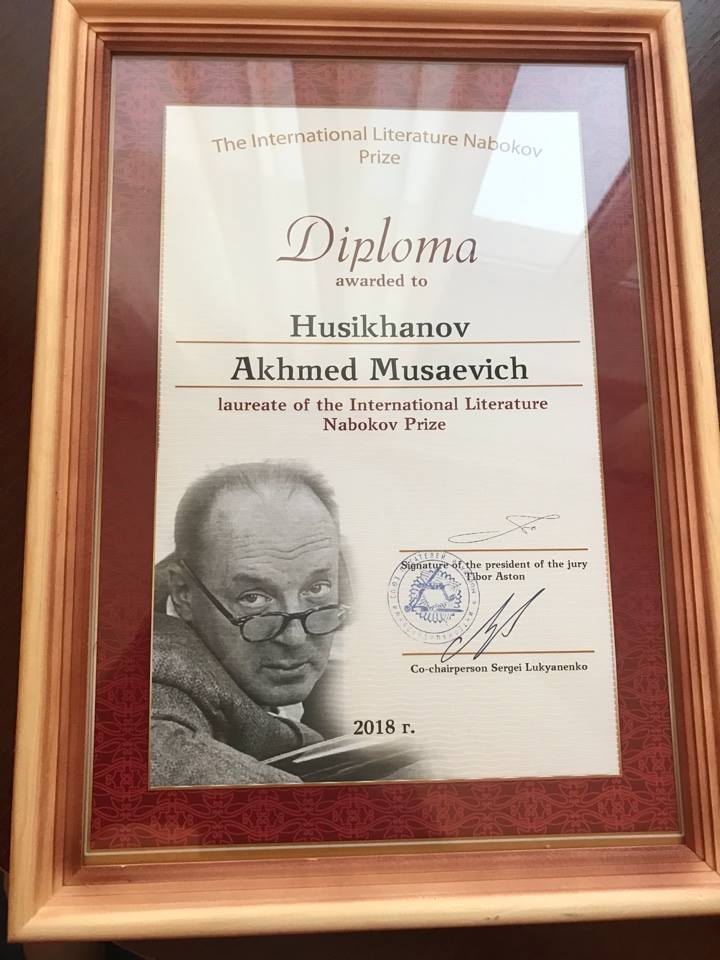 The International Literature Nabokov
Prize
Diploma
awarded to
Husikhanov
Akhmed Musaevich
laureate of the International Literature
Nabokov Prize
Signature of the president of the jury
Tibor Aston
Co-chairperson Sergei Lukyanenko
2018 г.